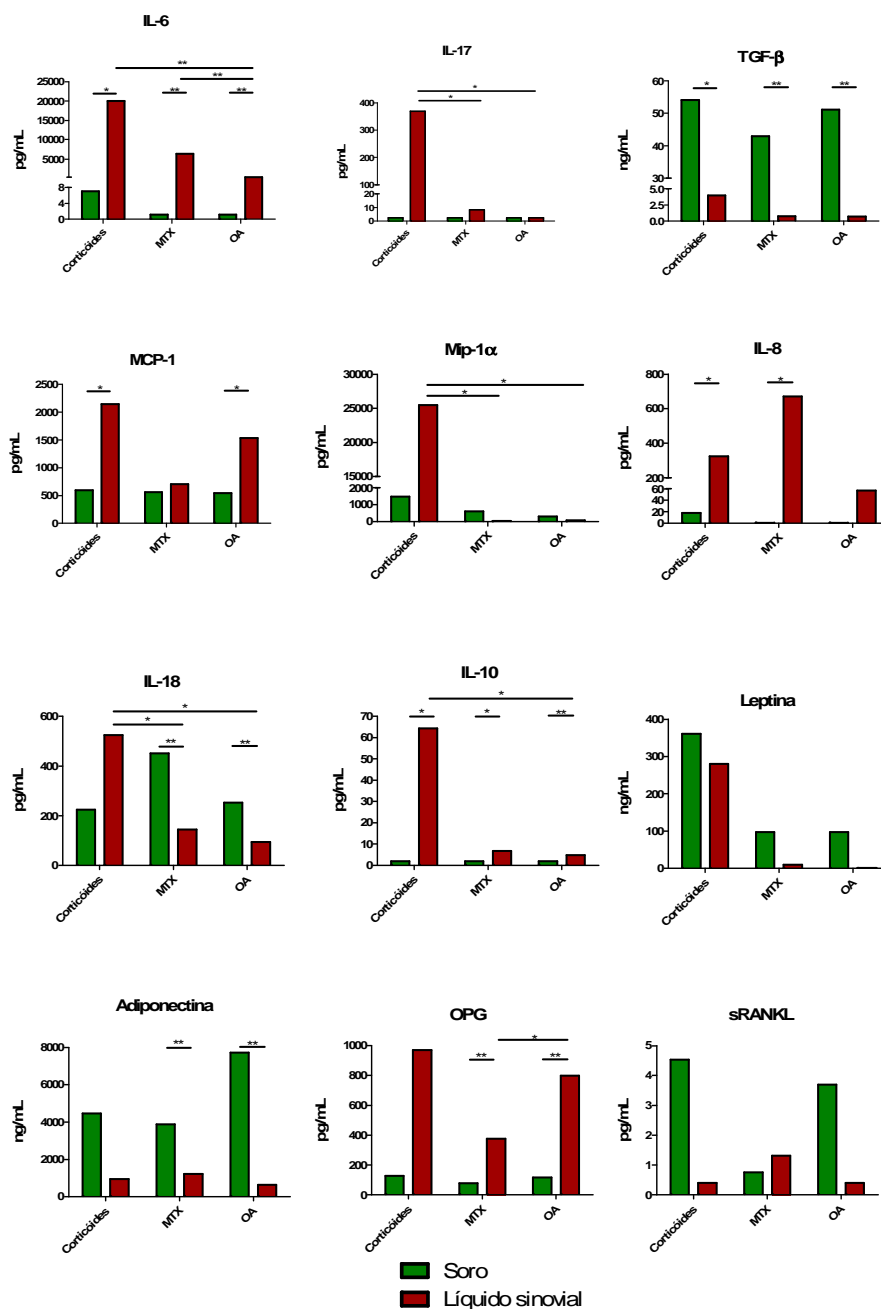 IL-6
**
**
*
**
**
25000
20000
15000
10000
5000
8
4
0
pg/mL
Corticóides
MTX
OA
IL-17
*
*
400
300
200
100
20
10
0
pg/mL
Corticóides
MTX
OA
TGF-β
*
**
**
60
50
40
30
5.0
2.5
0.0
ng/mL
Corticóides
MTX
OA
MCP-1
*
*
2500
2000
1500
1000
500
0
pg/mL
Corticóides
MTX
OA
Mip-1α
*
*
30000
25000
20000
15000
2000
1000
0
pg/mL
Corticóides
MTX
OA
IL-8
*
*
800
600
400
200
60
40
20
0
pg/mL
Corticóides
MTX
OA
IL-18
*
*
**
**
600
400
200
0
pg/mL
Corticóides
MTX
OA
IL-10
*
*
*
**
70
60
50
40
30
20
10
0
pg/mL
Corticóides
MTX
OA
Leptina
400
300
200
100
0
ng/mL
Corticóides
MTX
OA
Adiponectina
**
**
8000
6000
4000
2000
0
ng/mL
Corticóides
MTX
OA
OPG
*
**
**
1000
800
600
400
200
0
pg/mL
Corticóides
MTX
OA
sRANKL
5
4
3
2
1
0
pg/mL
Corticóides
MTX
OA
Soro
Líquido sinovial